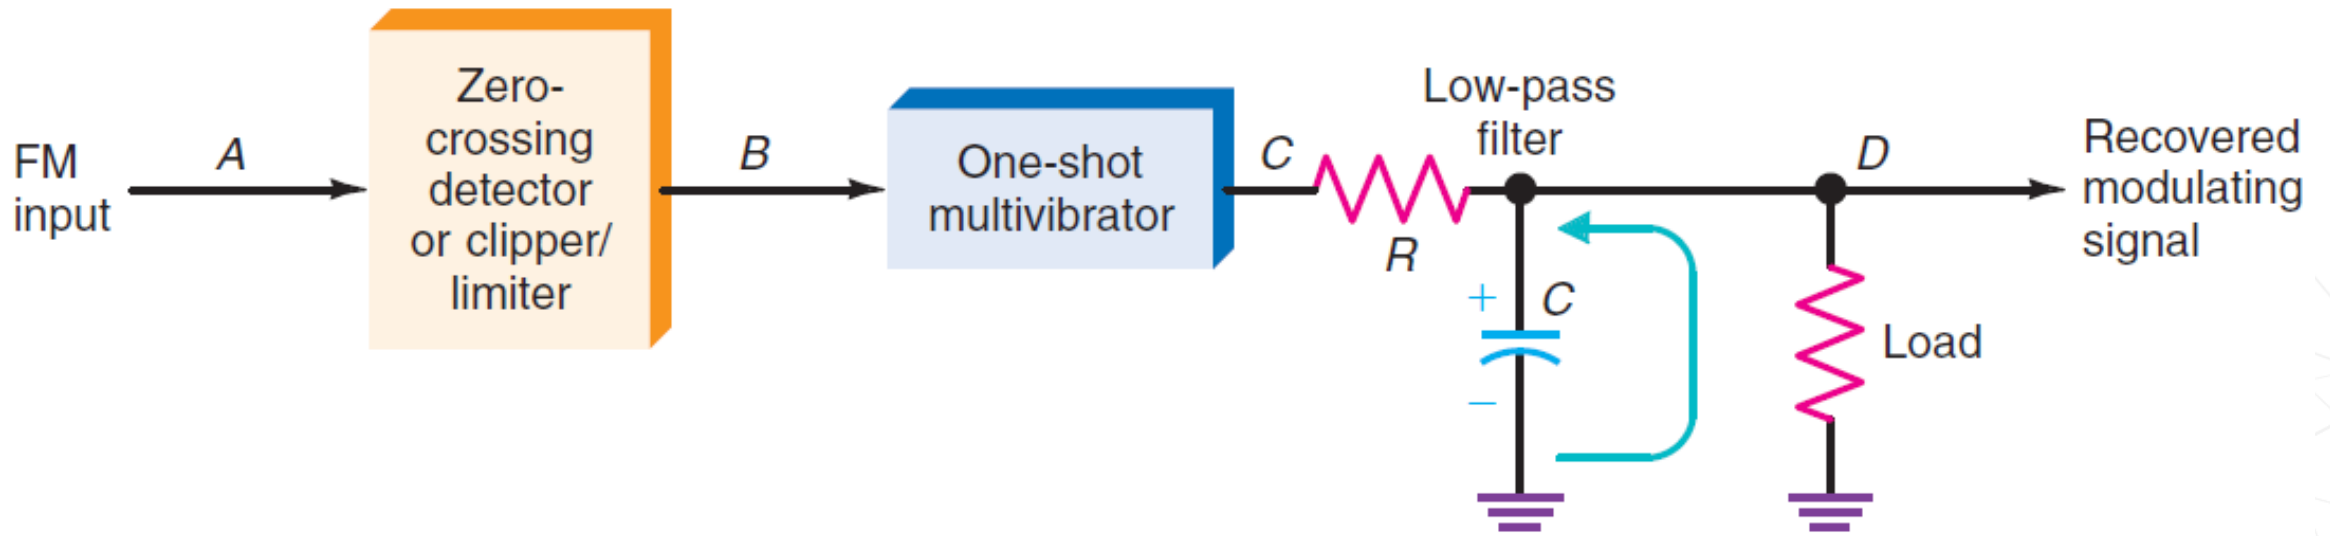 FM
input
A
Zero-
crossing
detector
or clipper/
limiter
B
One-shot
multivibrator
C
R
Low-pass
filter
+
C
−
D
Load
Recovered
modulating
signal